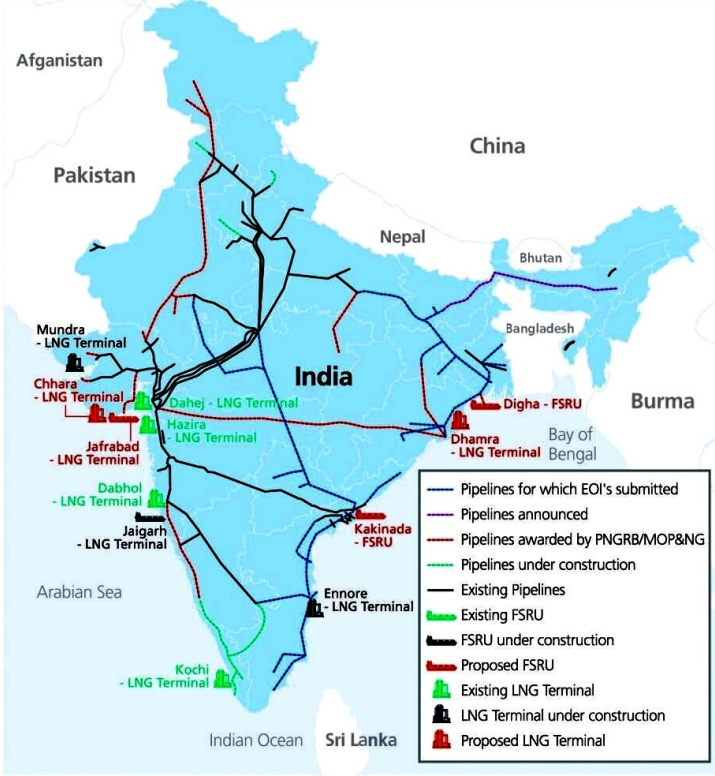 Afganistan
China
Pakistan
Nepal
Bhutan
Bangladesh
Mundra
- LNG Terminal
Chhara
- LNG Terminal
India
Dahej - LNG Terminal
Hazira
- LNG Terminal
Jafrabad
- LNG Terminal
Digha - FSRU
Burma
Dhamra
- LNG Terminal
Bay of
Bengal
Dabhol
- LNG Terminal
Jaigarh
- LNG Terminal
Kakinada
- FSRU
Arabian Sea
Ennore
- LNG Terminal
Kochi
- LNG Terminal
Indian Ocean
Sri Lanka
Pipelines for which EOI's submitted
Pipelines announced
Pipelines awarded by PNGRB/MOP&NG
Pipelines under construction
Existing Pipelines
Existing FSRU
FSRU under construction
Proposed FSRU
Existing LNG Terminal
LNG Terminal under construction
Proposed LNG Terminal